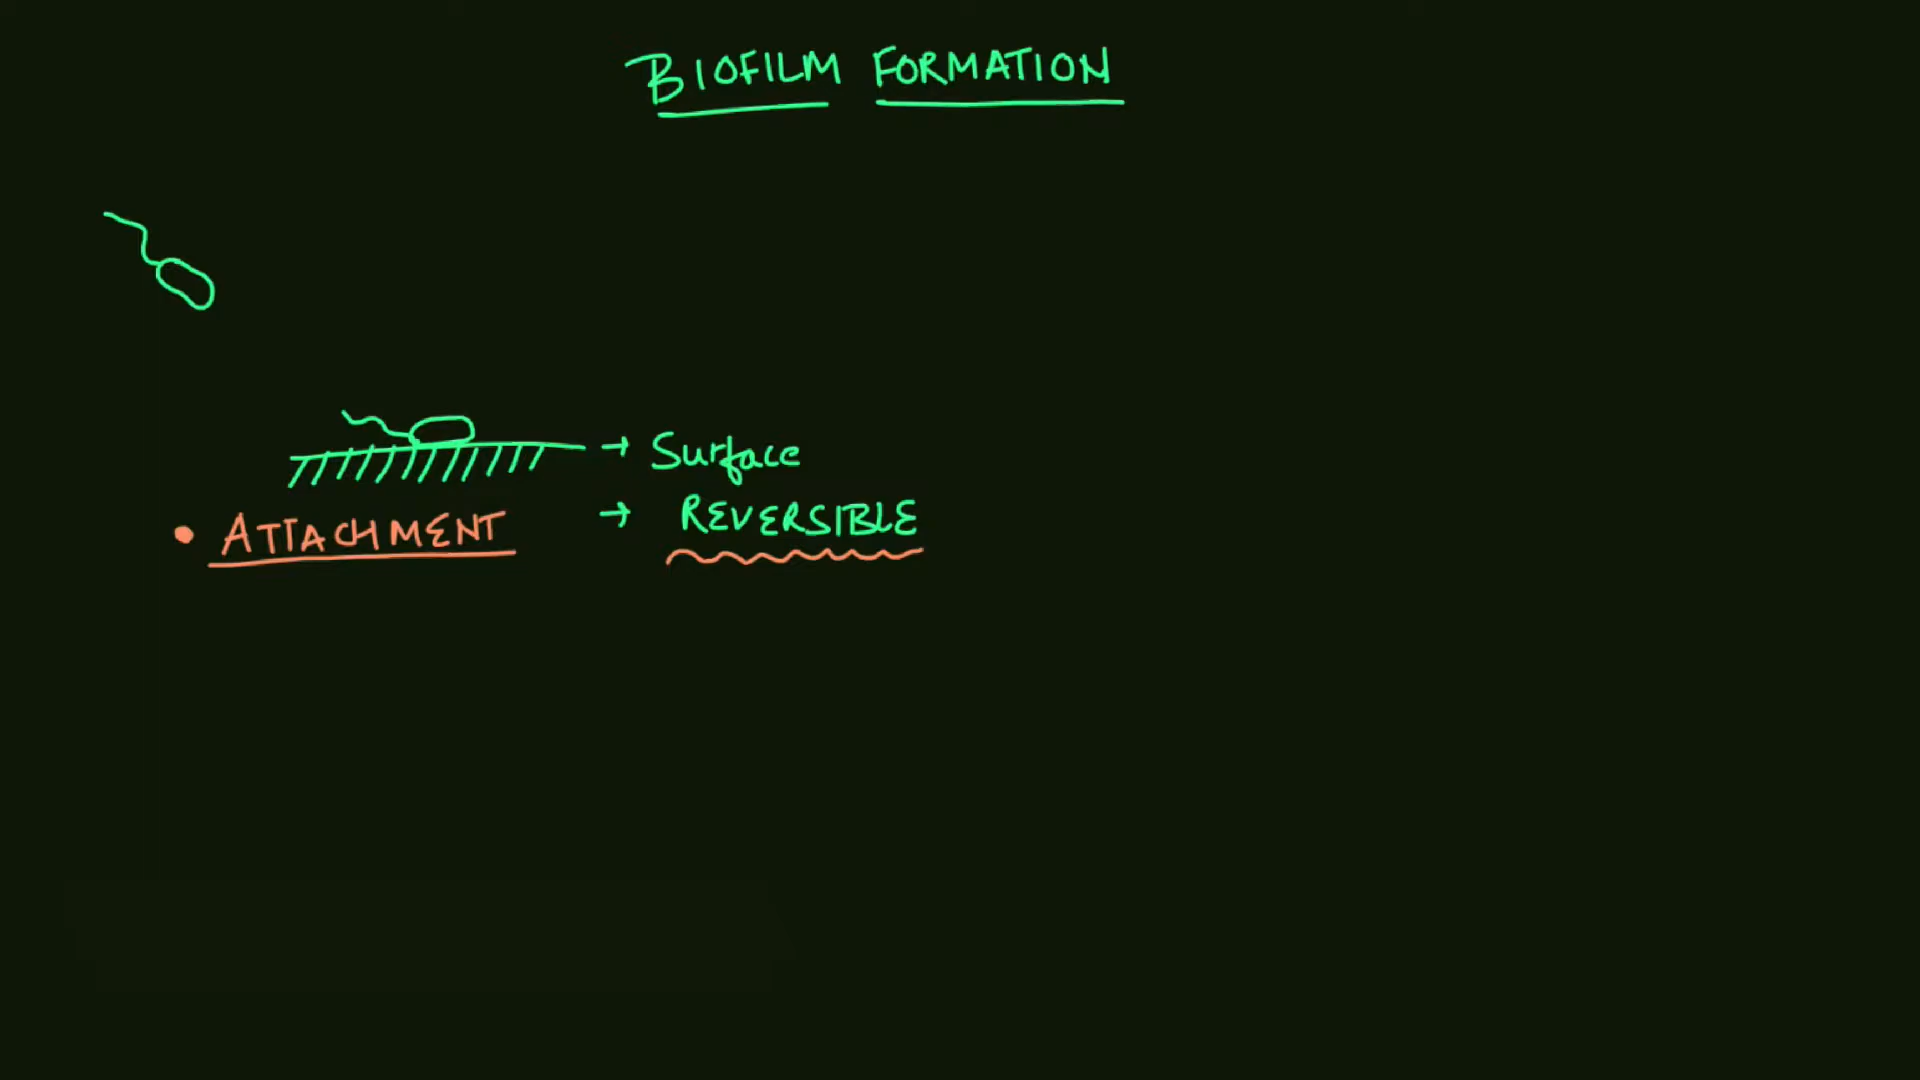 BIOFILM FORMATION
→ Surface
• ATTACHMENT → REVERSIBLE